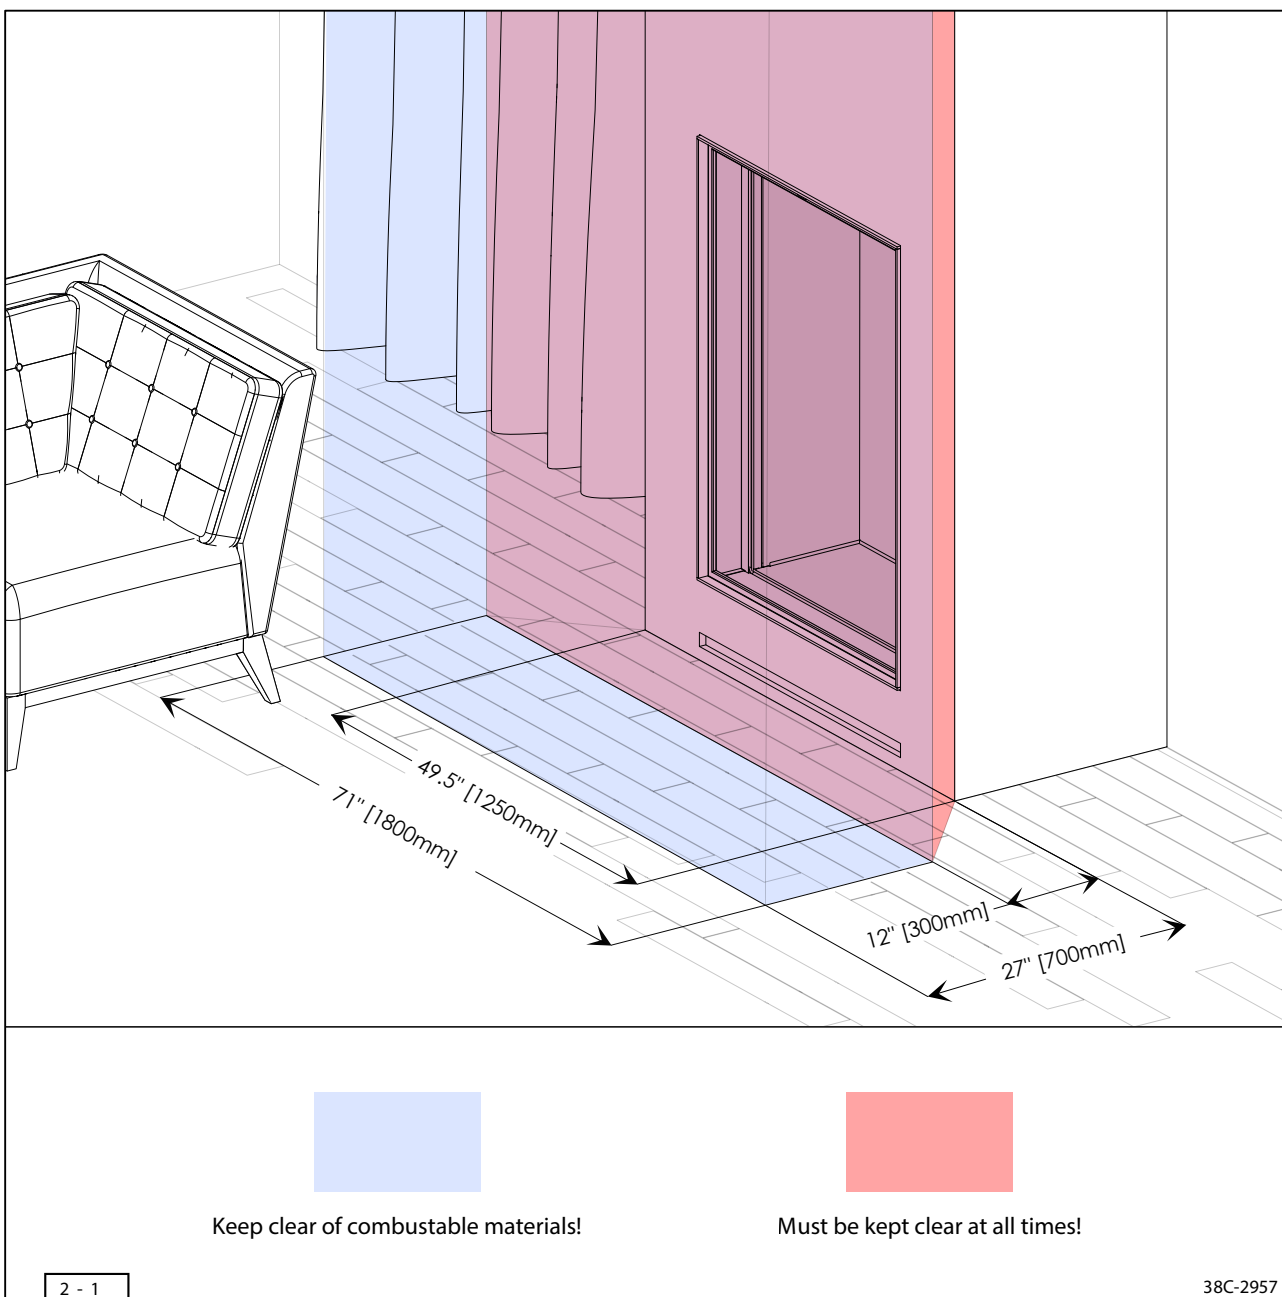 49.5" [1250mm]
71" [1800mm]
12" [300mm]
27" [700mm]
Keep clear of combustable materials!
Must be kept clear at all times!
2 - 1
38C-2957